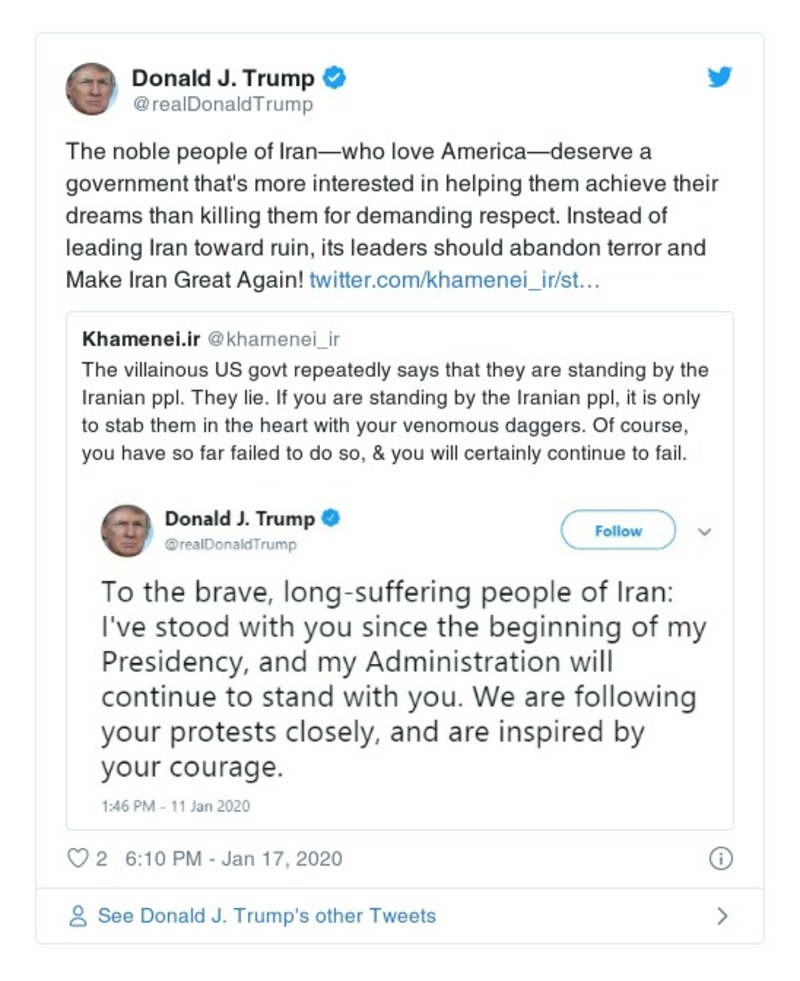 Donald J. Trump
@realDonaldTrump
The noble people of Iran—who love America—deserve a
government that's more interested in helping them achieve their
dreams than killing them for demanding respect. Instead of
leading Iran toward ruin, its leaders should abandon terror and
Make Iran Great Again! twitter.com/khamenei_ir/st…
Khamenei.ir @khamenei_ir
The villainous US govt repeatedly says that they are standing by the
Iranian ppl. They lie. If you are standing by the Iranian ppl, it is only
to stab them in the heart with your venomous daggers. Of course,
you have so far failed to do so, & you will certainly continue to fail.
Donald J. Trump
@realDonaldTrump
Follow
To the brave, long-suffering people of Iran:
I've stood with you since the beginning of my
Presidency, and my Administration will
continue to stand with you. We are following
your protests closely, and are inspired by
your courage.
1:46 PM - 11 Jan 2020
2 6:10 PM - Jan 17, 2020
See Donald J. Trump's other Tweets